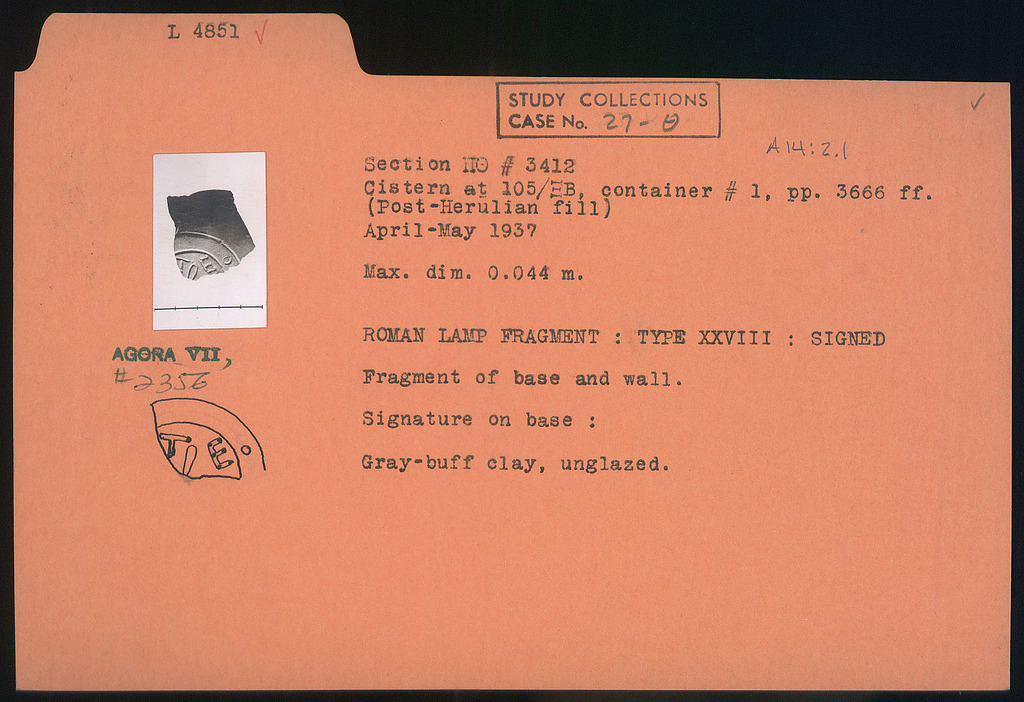 L 4851 ✓
STUDY COLLECTIONS
CASE No. 27-θ
✓
A14:2.1
Section ΠΘ # 3412
Cistern at 105/ΞΒ, container # 1, pp. 3666 ff.
(Post-Herulian fill)
April-May 1937
Max. dim. 0.044 m.
ROMAN LAMP FRAGMENT : TYPE XXVIII : SIGNED
AGORA VII,
#2356
Fragment of base and wall.
Signature on base :
Gray-buff clay, unglazed.